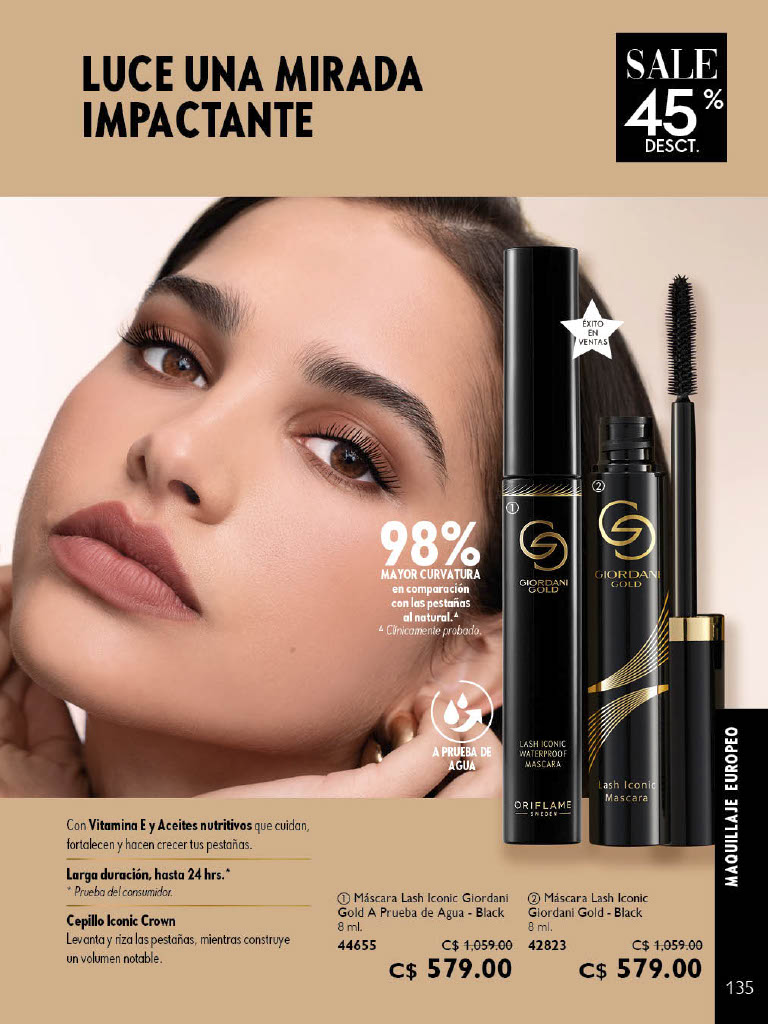 LUCE UNA MIRADA
IMPACTANTE
SALE
45%
DESCT.
ÉXITO
EN
VENTAS
①
②
GIORDANI
GOLD
GIORDANI
GOLD
98%
MAYOR CURVATURA
en comparación
con las pestañas
al natural.▵
▵ Clínicamente probado.
A PRUEBA DE
AGUA
LASH ICONIC
WATERPROOF
MASCARA
ORIFLAME
SWEDEN
Lash Iconic
Mascara
MAQUILLAJE EUROPEO
Con Vitamina E y Aceites nutritivos que cuidan,
fortalecen y hacen crecer tus pestañas.
Larga duración, hasta 24 hrs.*
* Prueba del consumidor.
Cepillo Iconic Crown
Levanta y riza las pestañas, mientras construye
un volumen notable.
① Máscara Lash Iconic Giordani
Gold A Prueba de Agua - Black
8 ml.
44655 C$ 1,059.00
C$ 579.00
② Máscara Lash Iconic
Giordani Gold - Black
8 ml.
42823 C$ 1,059.00
C$ 579.00
135